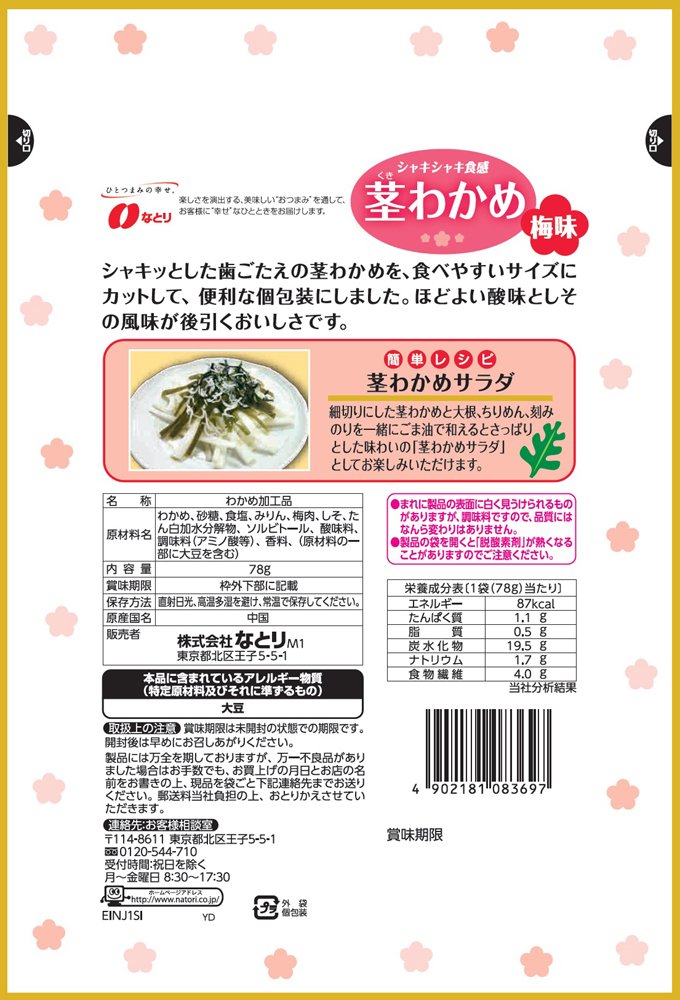 切り口
切り口
ひとつまみの幸せ。
なとり
楽しさを演出する、美味しい"おつまみ"を通して、
お客様に"幸せ"なひとときをお届けします。
シャキシャキ食感
くき
茎わかめ
梅味
シャキッとした歯ごたえの茎わかめを、食べやすいサイズに
カットして、便利な個包装にしました。ほどよい酸味としそ
の風味が後引くおいしさです。
簡単レシピ
茎わかめサラダ
細切りにした茎わかめと大根、ちりめん、刻み
のりを一緒にごま油で和えるとさっぱり
とした味わいの「茎わかめサラダ」
としてお楽しみいただけます。
名称 わかめ加工品
原材料名 わかめ、砂糖、食塩、みりん、梅肉、しそ、た
ん白加水分解物、ソルビトール、酸味料、
調味料(アミノ酸等)、香料、(原材料の一
部に大豆を含む)
内容量 78g
賞味期限 枠外下部に記載
保存方法 直射日光、高温多湿を避け、常温で保存してください。
原産国名 中国
販売者 株式会社なとりM1
東京都北区王子5-5-1
本品に含まれているアレルギー物質
(特定原材料及びそれに準ずるもの)
大豆
取扱上の注意 賞味期限は未開封の状態での期限です。
開封後は早めにお召しあがりください。
製品には万全を期しておりますが、万一不良品があり
ました場合はお手数でも、お買上げの月日とお店の名
前をお書きの上、現品を袋ごと下記連絡先までお送り
ください。郵送料当社負担の上、おとりかえさせてい
ただきます。
連絡先:お客様相談室
〒114-8611 東京都北区王子5-5-1
0120-544-710
受付時間:祝日を除く
月〜金曜日 8:30〜17:30
ホームページアドレス
http://www.natori.co.jp/
EINJ1SI YD
プラ
外袋
個包装
●まれに製品の表面に白く見うけられるもの
がありますが、調味料ですので、品質には
なんら変わりはありません。
●製品の袋を開くと「脱酸素剤」が熱くなる
ことがありますのでご注意ください。
栄養成分表〔1袋(78g)当たり〕
エネルギー 87kcal
たんぱく質 1.1 g
脂質 0.5 g
炭水化物 19.5 g
ナトリウム 1.7 g
食物繊維 4.0 g
当社分析結果
4 902181 083697
賞味期限